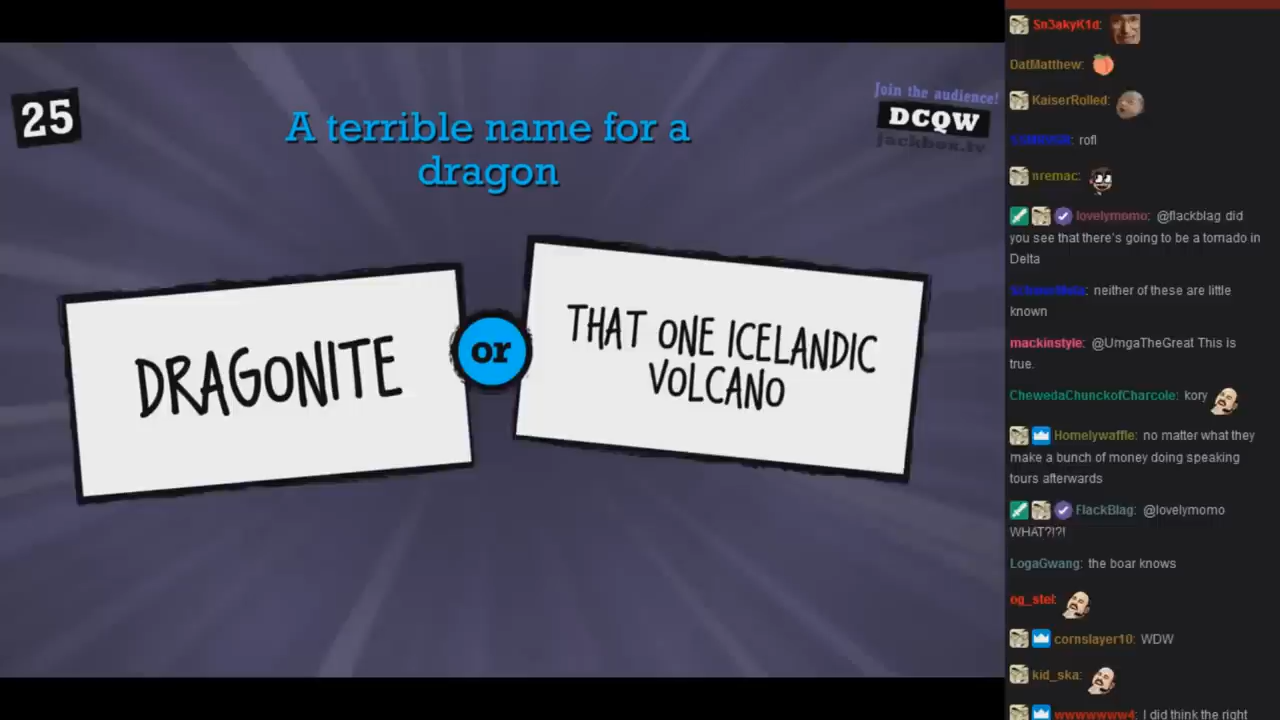 25
A terrible name for a
dragon
Join the audience!
DCQW
jackbox.tv
DRAGONITE
or
THAT ONE ICELANDIC
VOLCANO
Sn3akyK1d:
DatMatthew:
KaiserRolled:
: rofl
nremac:
lovelymomo: @flackblag did
you see that there's going to be a tornado in
Delta
: neither of these are little
known
mackinstyle: @UmgaTheGreat This is
true.
ChewedaChunckofCharcole: kory
Homelywaffle: no matter what they
make a bunch of money doing speaking
tours afterwards
FlackBlag: @lovelymomo
WHAT?!?!
LogaGwang: the boar knows
og_stel:
cornslayer10: WDW
kid_ska:
wwwwwwww4: I did think the right